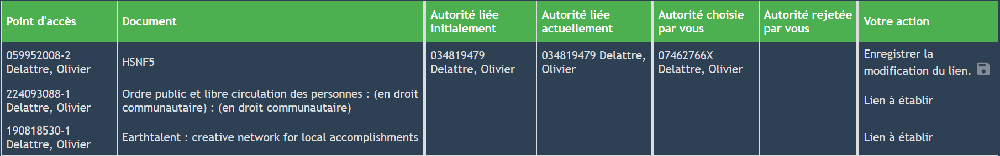 Point d'accès
Document
Autorité liée
initialement
Autorité liée
actuellement
Autorité choisie
par vous
Autorité rejetée
par vous
Votre action
059952008-2
Delattre, Olivier
HSNF5
034819479
Delattre, Olivier
034819479 Delattre,
Olivier
07462766X
Delattre, Olivier
Enregistrer la
modification du lien.
224093088-1
Delattre, Olivier
Ordre public et libre circulation des personnes : (en droit
communautaire) : (en droit communautaire)
Lien à établir
190818530-1
Delattre, Olivier
Earthtalent : creative network for local accomplishments
Lien à établir